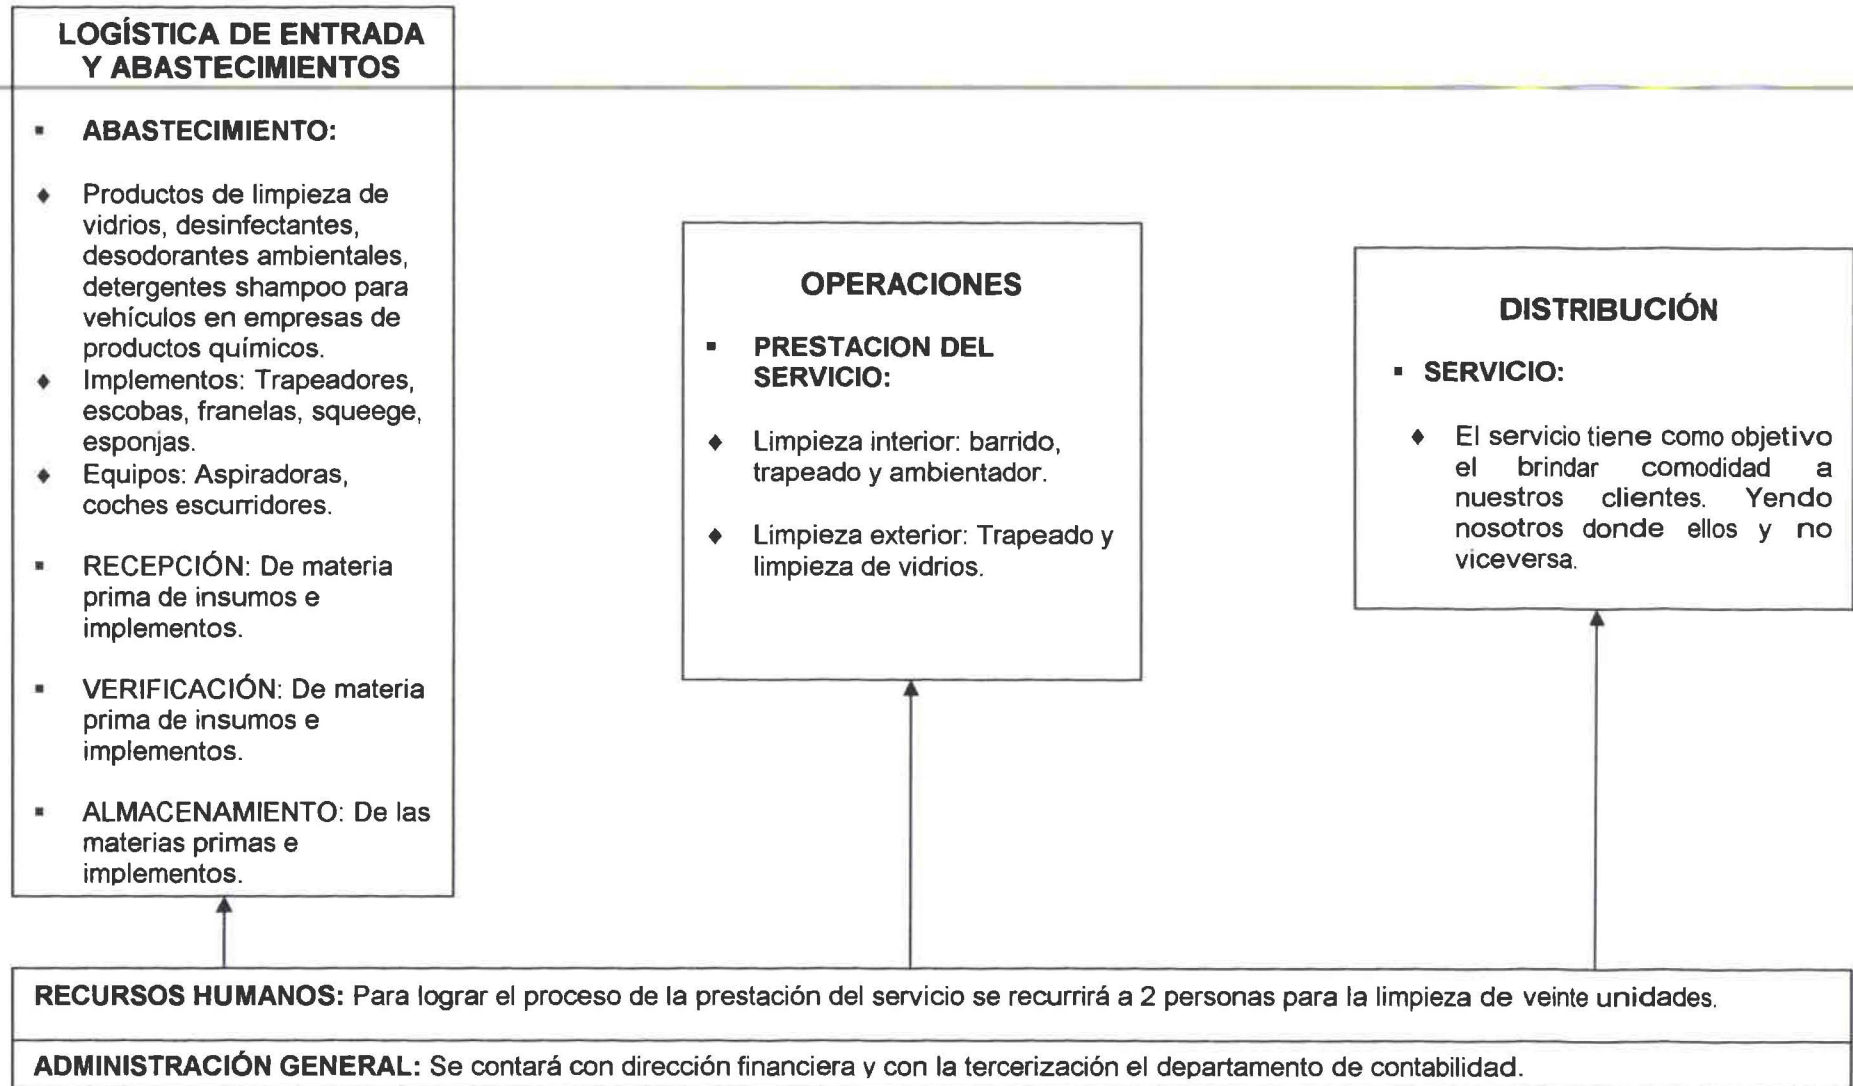 LOGÍSTICA DE ENTRADA
Y ABASTECIMIENTOS
▪ ABASTECIMIENTO:
♦ Productos de limpieza de
vidrios, desinfectantes,
desodorantes ambientales,
detergentes shampoo para
vehículos en empresas de
productos químicos.
♦ Implementos: Trapeadores,
escobas, franelas, squeege,
esponjas.
♦ Equipos: Aspiradoras,
coches escurridores.
▪ RECEPCIÓN: De materia
prima de insumos e
implementos.
▪ VERIFICACIÓN: De materia
prima de insumos e
implementos.
▪ ALMACENAMIENTO: De las
materias primas e
implementos.
OPERACIONES
▪ PRESTACION DEL
SERVICIO:
♦ Limpieza interior: barrido,
trapeado y ambientador.
♦ Limpieza exterior: Trapeado y
limpieza de vidrios.
DISTRIBUCIÓN
▪ SERVICIO:
♦ El servicio tiene como objetivo
el brindar comodidad a
nuestros clientes. Yendo
nosotros donde ellos y no
viceversa.
RECURSOS HUMANOS: Para lograr el proceso de la prestación del servicio se recurrirá a 2 personas para la limpieza de veinte unidades.
ADMINISTRACIÓN GENERAL: Se contará con dirección financiera y con la tercerización el departamento de contabilidad.